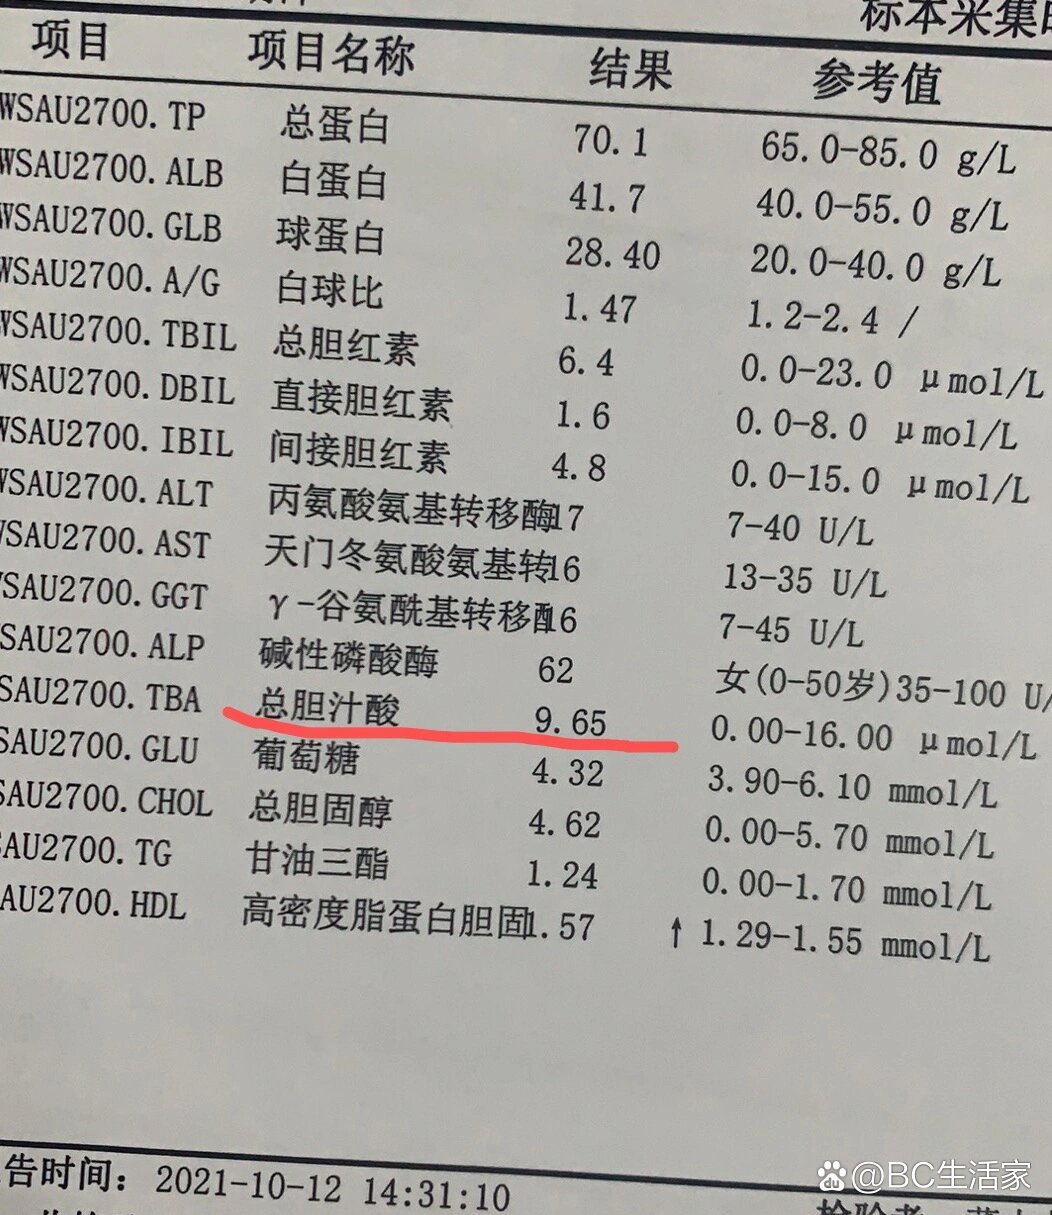 标本采集时
项目 项目名称 结果 参考值
WSAU2700.TP 总蛋白 70.1 65.0-85.0 g/L
WSAU2700.ALB 白蛋白 41.7 40.0-55.0 g/L
WSAU2700.GLB 球蛋白 28.40 20.0-40.0 g/L
WSAU2700.A/G 白球比 1.47 1.2-2.4 /
WSAU2700.TBIL 总胆红素 6.4 0.0-23.0 μmol/L
WSAU2700.DBIL 直接胆红素 1.6 0.0-8.0 μmol/L
WSAU2700.IBIL 间接胆红素 4.8 0.0-15.0 μmol/L
WSAU2700.ALT 丙氨酸氨基转移酶17 7-40 U/L
WSAU2700.AST 天门冬氨酸氨基转16 13-35 U/L
WSAU2700.GGT γ-谷氨酰基转移酶16 7-45 U/L
WSAU2700.ALP 碱性磷酸酶 62 女(0-50岁)35-100 U/
SAU2700.TBA 总胆汁酸 9.65 0.00-16.00 μmol/L
SAU2700.GLU 葡萄糖 4.32 3.90-6.10 mmol/L
SAU2700.CHOL 总胆固醇 4.62 0.00-5.70 mmol/L
AU2700.TG 甘油三酯 1.24 0.00-1.70 mmol/L
AU2700.HDL 高密度脂蛋白胆固1.57 ↑ 1.29-1.55 mmol/L
告时间: 2021-10-12 14:31:10
du @BC生活家